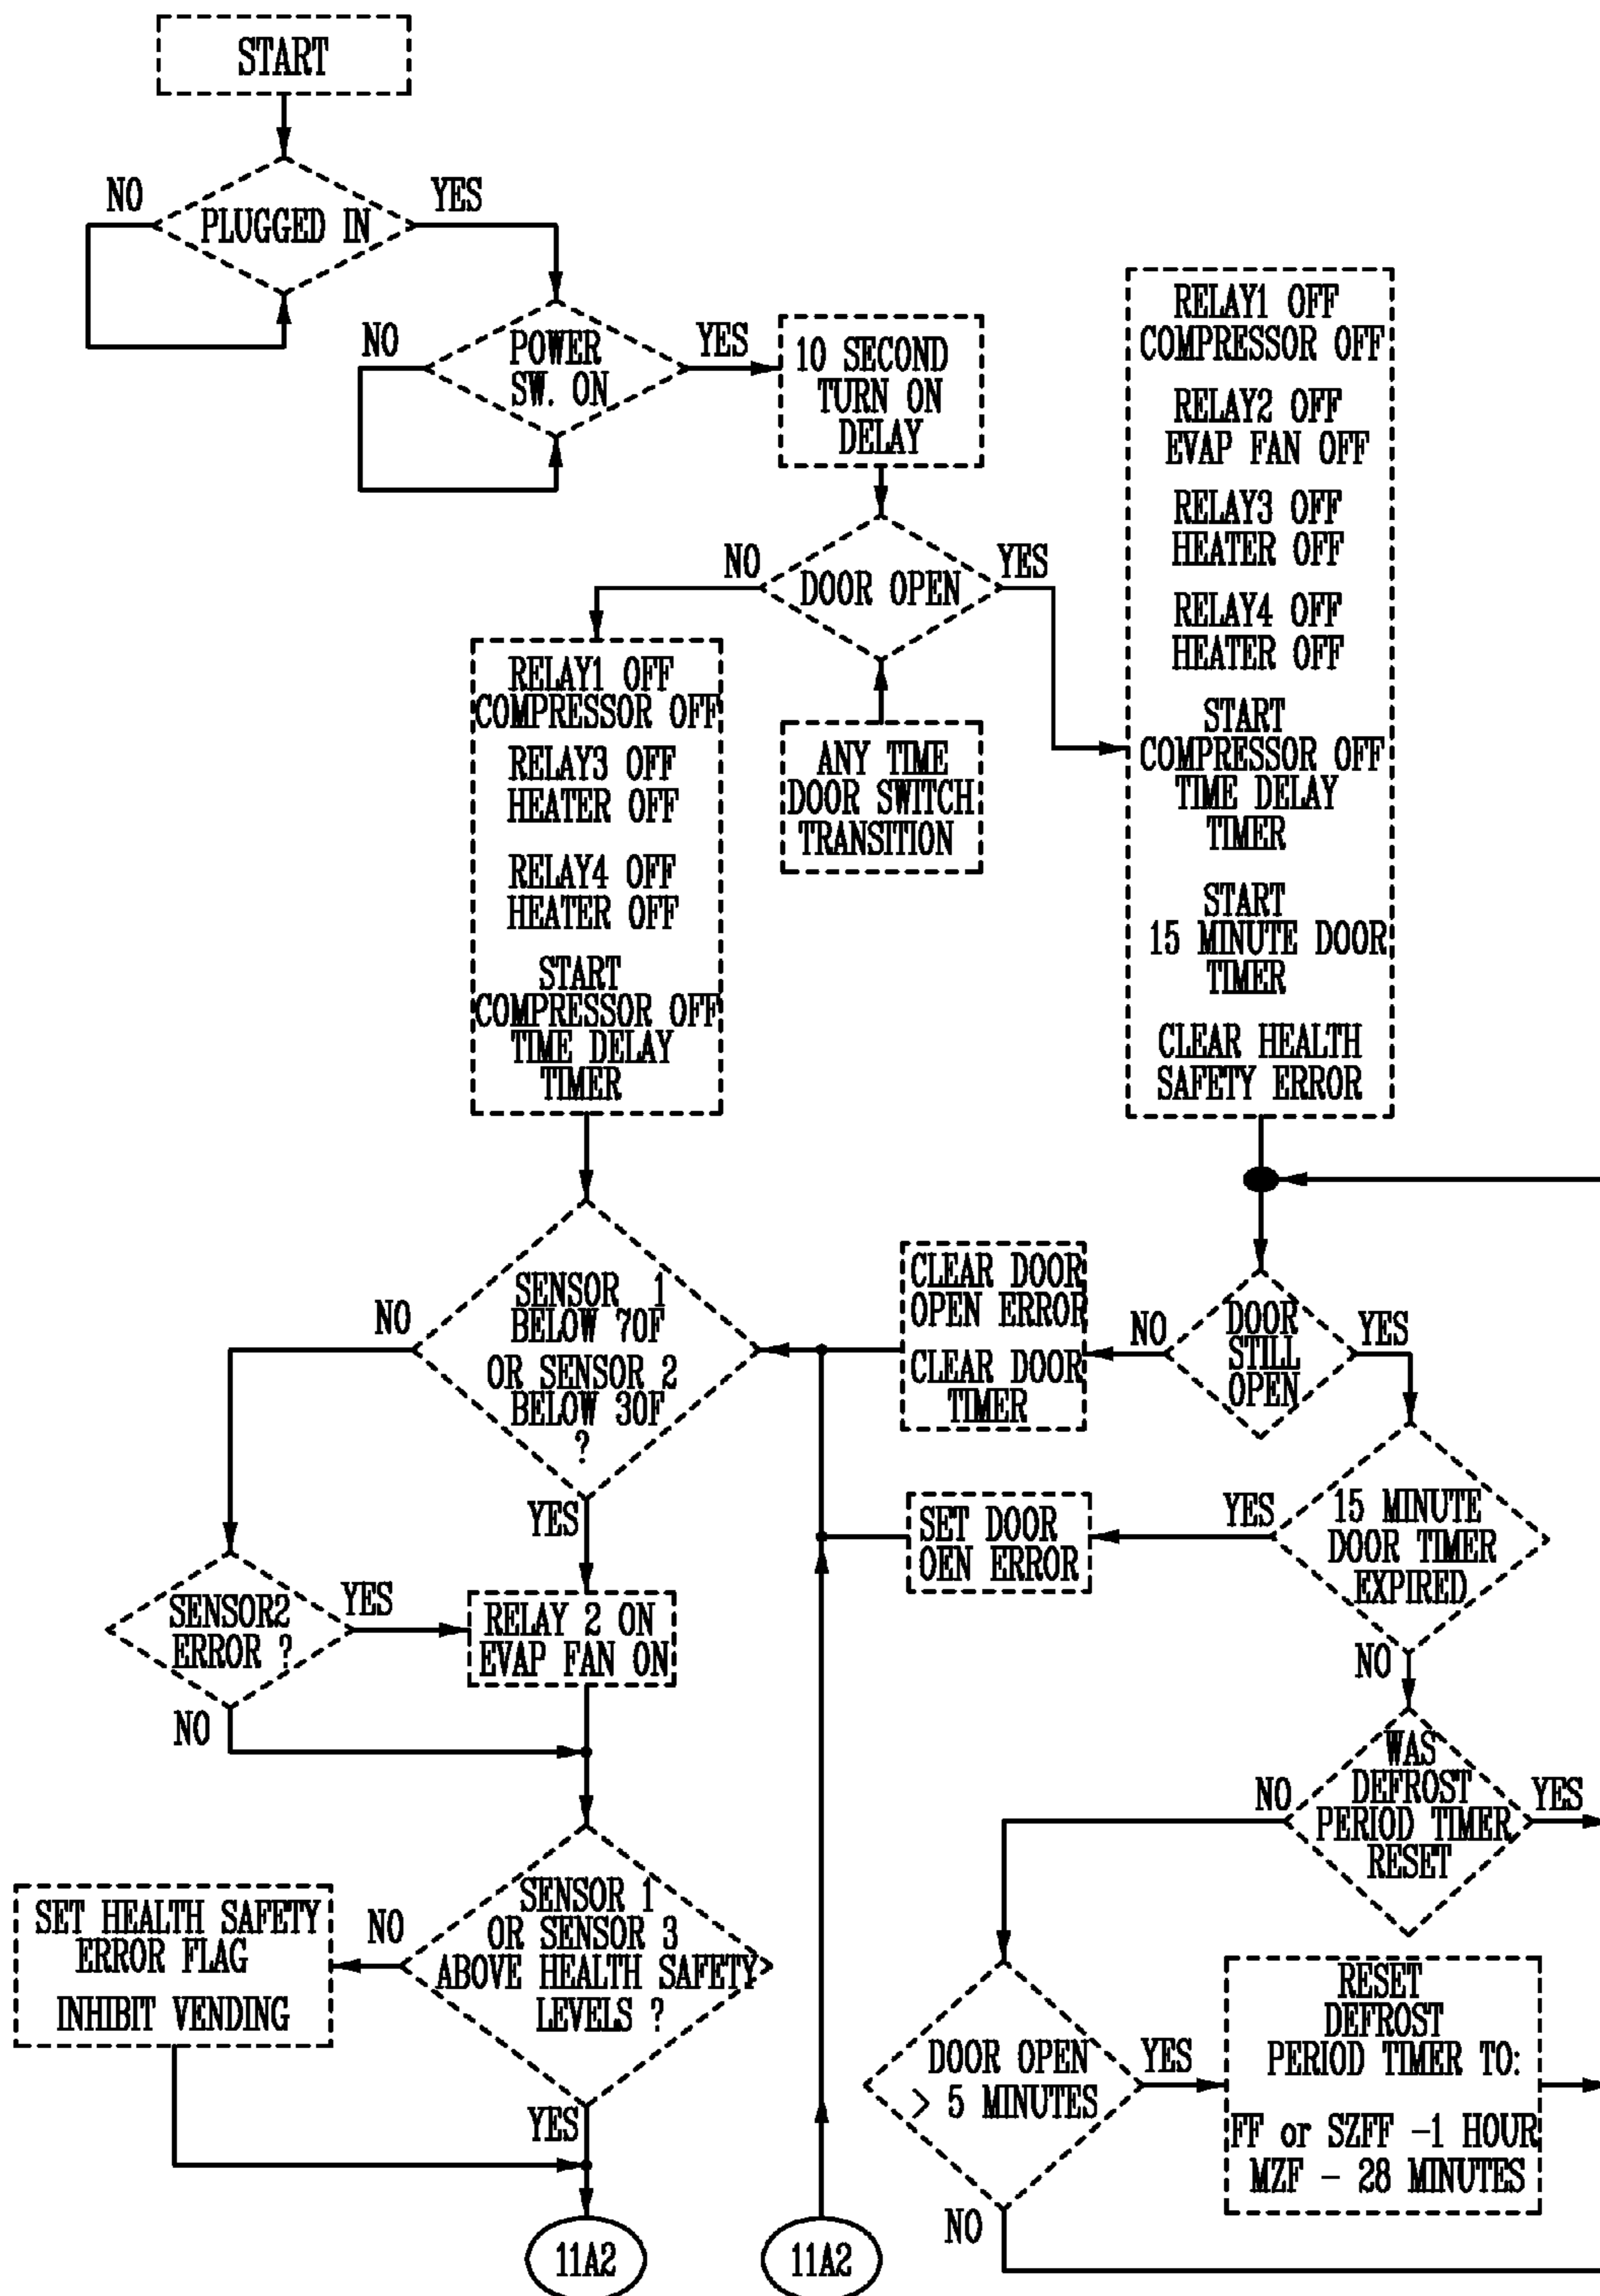 START
NO
YES
PLUGGED IN
NO
YES
POWER
SW. ON
10 SECOND
TURN ON
DELAY
NO
YES
DOOR OPEN
RELAY1 OFF
COMPRESSOR OFF
RELAY2 OFF
EVAP FAN OFF
RELAY3 OFF
HEATER OFF
RELAY4 OFF
HEATER OFF
START
COMPRESSOR OFF
TIME DELAY
TIMER
START
15 MINUTE DOOR
TIMER
CLEAR HEALTH
SAFETY ERROR
RELAY1 OFF
COMPRESSOR OFF
RELAY3 OFF
HEATER OFF
RELAY4 OFF
HEATER OFF
START
COMPRESSOR OFF
TIME DELAY
TIMER
ANY TIME
DOOR SWITCH
TRANSITION
NO
SENSOR 1
BELOW 70F
OR SENSOR 2
BELOW 30F
?
YES
CLEAR DOOR
OPEN ERROR
CLEAR DOOR
TIMER
NO
DOOR
STILL
OPEN
YES
SET DOOR
OEN ERROR
YES
15 MINUTE
DOOR TIMER
EXPIRED
NO
SENSOR2
ERROR ?
YES
NO
RELAY 2 ON
EVAP FAN ON
NO
WAS
DEFROST
PERIOD TIMER
RESET
YES
SET HEALTH SAFETY
ERROR FLAG
INHIBIT VENDING
NO
SENSOR 1
OR SENSOR 3
ABOVE HEALTH SAFETY
LEVELS ?
YES
DOOR OPEN
> 5 MINUTES
YES
NO
RESET
DEFROST
PERIOD TIMER TO:
FF or SZFF -1 HOUR
MZF - 28 MINUTES
11A2
11A2